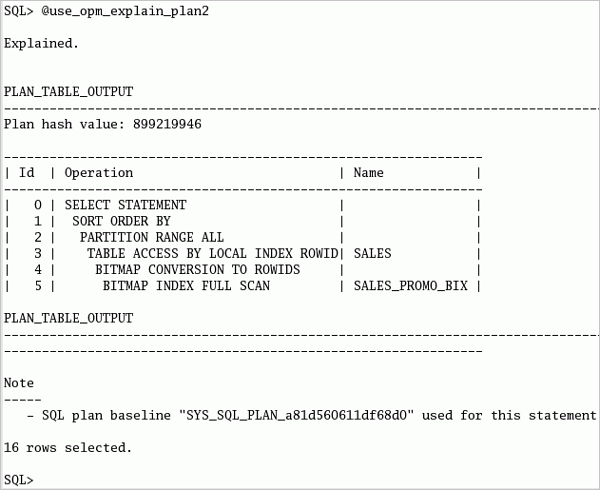 SQL> @use_opm_explain_plan2
Explained.
PLAN_TABLE_OUTPUT
--------------------------------------------------------------------------------
Plan hash value: 899219946
---------------------------------------------------------------
| Id  | Operation                           | Name            |
---------------------------------------------------------------
|   0 | SELECT STATEMENT                    |                 |
|   1 |  SORT ORDER BY                      |                 |
|   2 |   PARTITION RANGE ALL               |                 |
|   3 |    TABLE ACCESS BY LOCAL INDEX ROWID| SALES           |
|   4 |     BITMAP CONVERSION TO ROWIDS     |                 |
|   5 |      BITMAP INDEX FULL SCAN         | SALES_PROMO_BIX |
PLAN_TABLE_OUTPUT
--------------------------------------------------------------------------------
---------------------------------------------------------------
Note
-----
   - SQL plan baseline "SYS_SQL_PLAN_a81d560611df68d0" used for this statement
16 rows selected.
SQL>